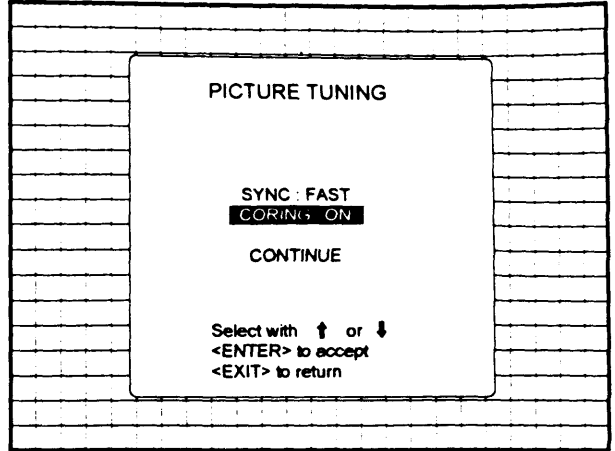 PICTURE TUNING
SYNC : FAST
CORING ON
CONTINUE
Select with ↑ or ↓
<ENTER> to accept
<EXIT> to return